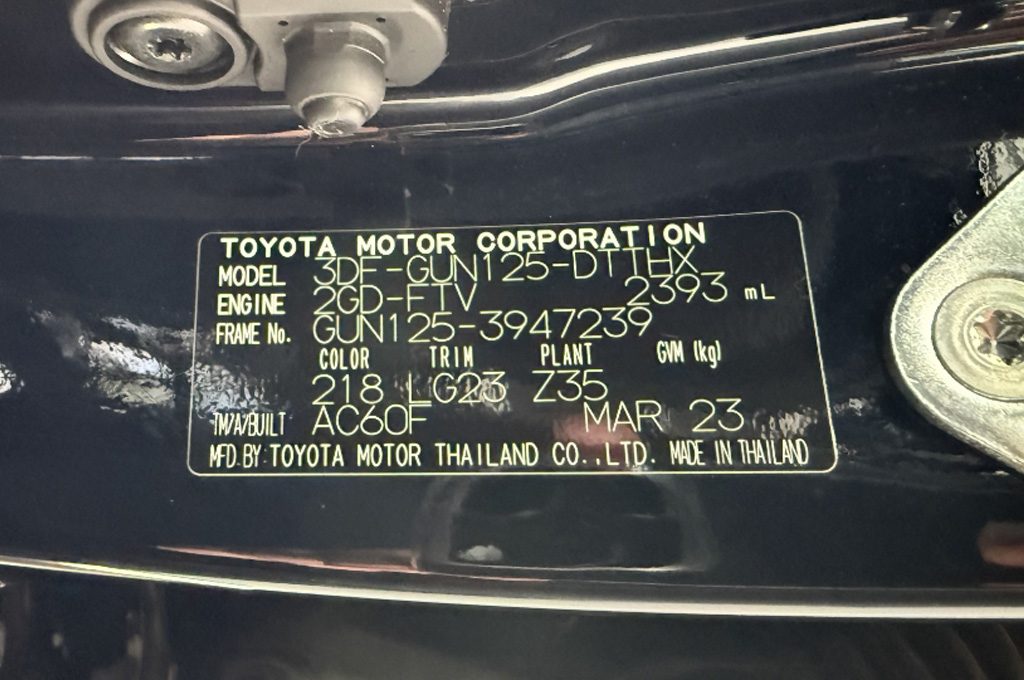 TOYOTA MOTOR CORPORATION
MODEL 3DF-GUN125-DTTHX
ENGINE 2GD-FTV 2393 mL
FRAME No. GUN125-3947239
COLOR TRIM PLANT GVM (kg)
218 LG23 Z35
TM/A/BUILT AC60F MAR 23
MFD.BY:TOYOTA MOTOR THAILAND CO.,LTD. MADE IN THAILAND